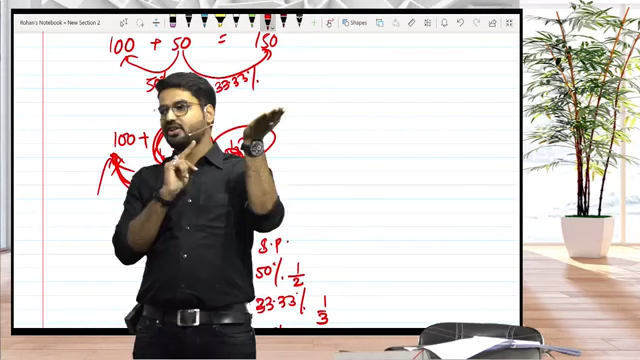 Rohan's Notebook • New Section 2
Shapes
100 + 50 = 150
50% 33.33%
100 +
S.P.
50% 1/2
33.33% 1/3